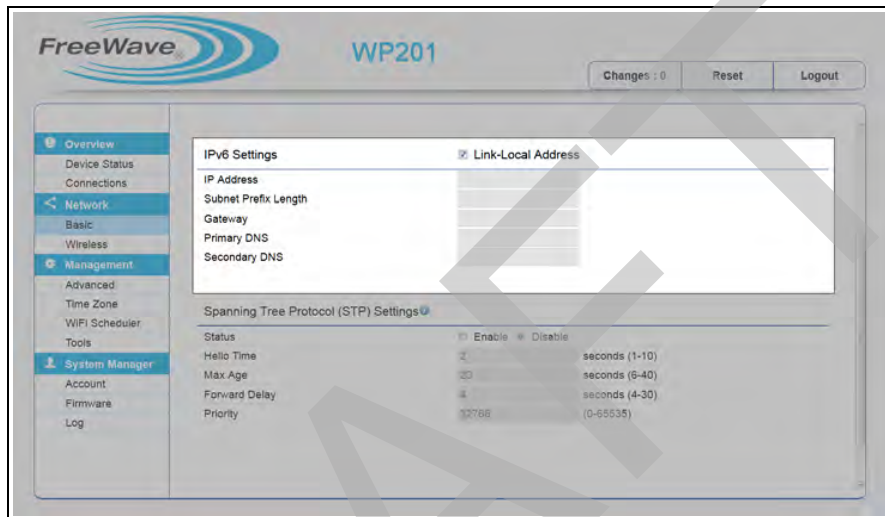 FreeWave®
WP201
Changes : 0 Reset Logout
Overview
Device Status
Connections
Network
Basic
Wireless
Management
Advanced
Time Zone
WiFi Scheduler
Tools
System Manager
Account
Firmware
Log
IPv6 Settings Link-Local Address
IP Address
Subnet Prefix Length
Gateway
Primary DNS
Secondary DNS
Spanning Tree Protocol (STP) Settings
Status Enable Disable
Hello Time 2 seconds (1-10)
Max Age 20 seconds (6-40)
Forward Delay 4 seconds (4-30)
Priority 32768 (0-65535)